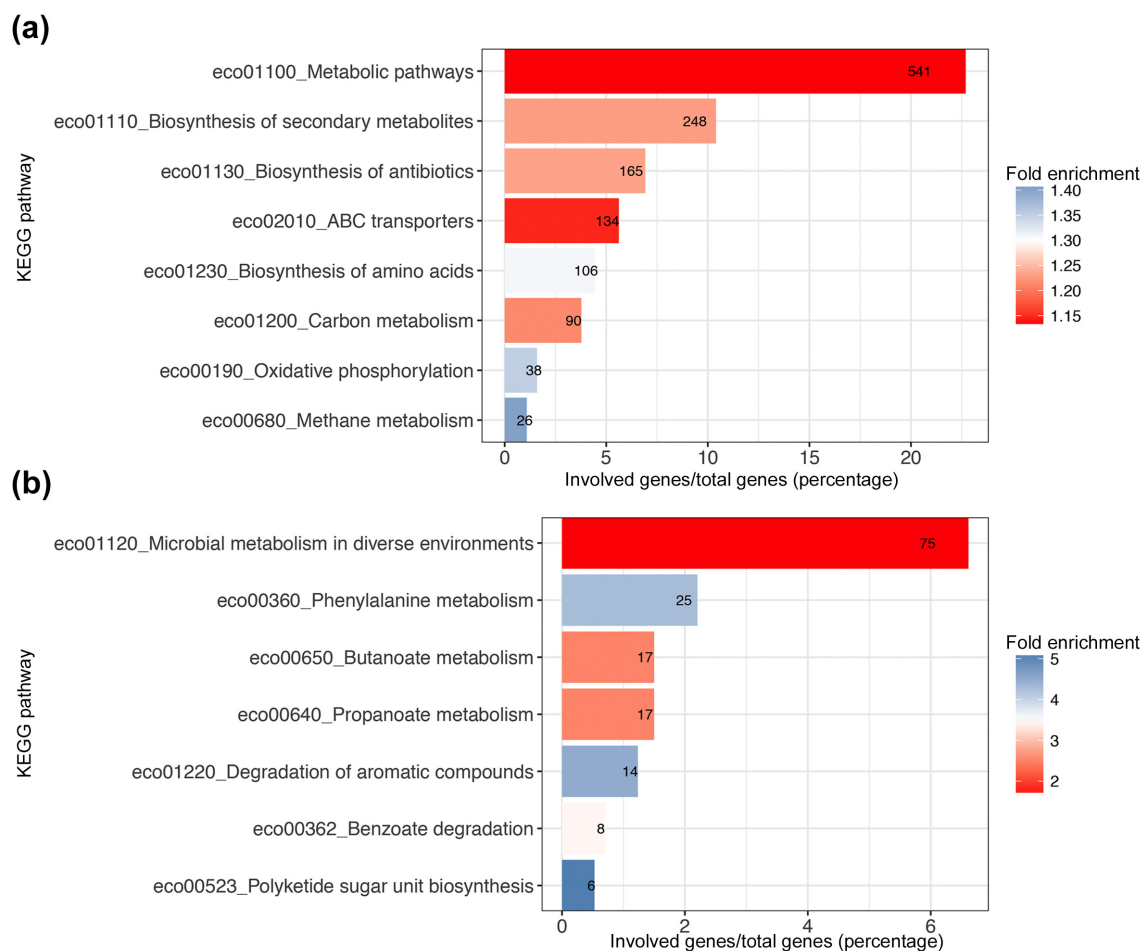 (a)
KEGG pathway
eco01100_Metabolic pathways
541
eco01110_Biosynthesis of secondary metabolites
248
eco01130_Biosynthesis of antibiotics
165
eco02010_ABC transporters
134
eco01230_Biosynthesis of amino acids
106
eco01200_Carbon metabolism
90
eco00190_Oxidative phosphorylation
38
eco00680_Methane metabolism
26
0 5 10 15 20
Involved genes/total genes (percentage)
Fold enrichment
1.40
1.35
1.30
1.25
1.20
1.15
(b)
KEGG pathway
eco01120_Microbial metabolism in diverse environments
75
eco00360_Phenylalanine metabolism
25
eco00650_Butanoate metabolism
17
eco00640_Propanoate metabolism
17
eco01220_Degradation of aromatic compounds
14
eco00362_Benzoate degradation
8
eco00523_Polyketide sugar unit biosynthesis
6
0 2 4 6
Involved genes/total genes (percentage)
Fold enrichment
5
4
3
2